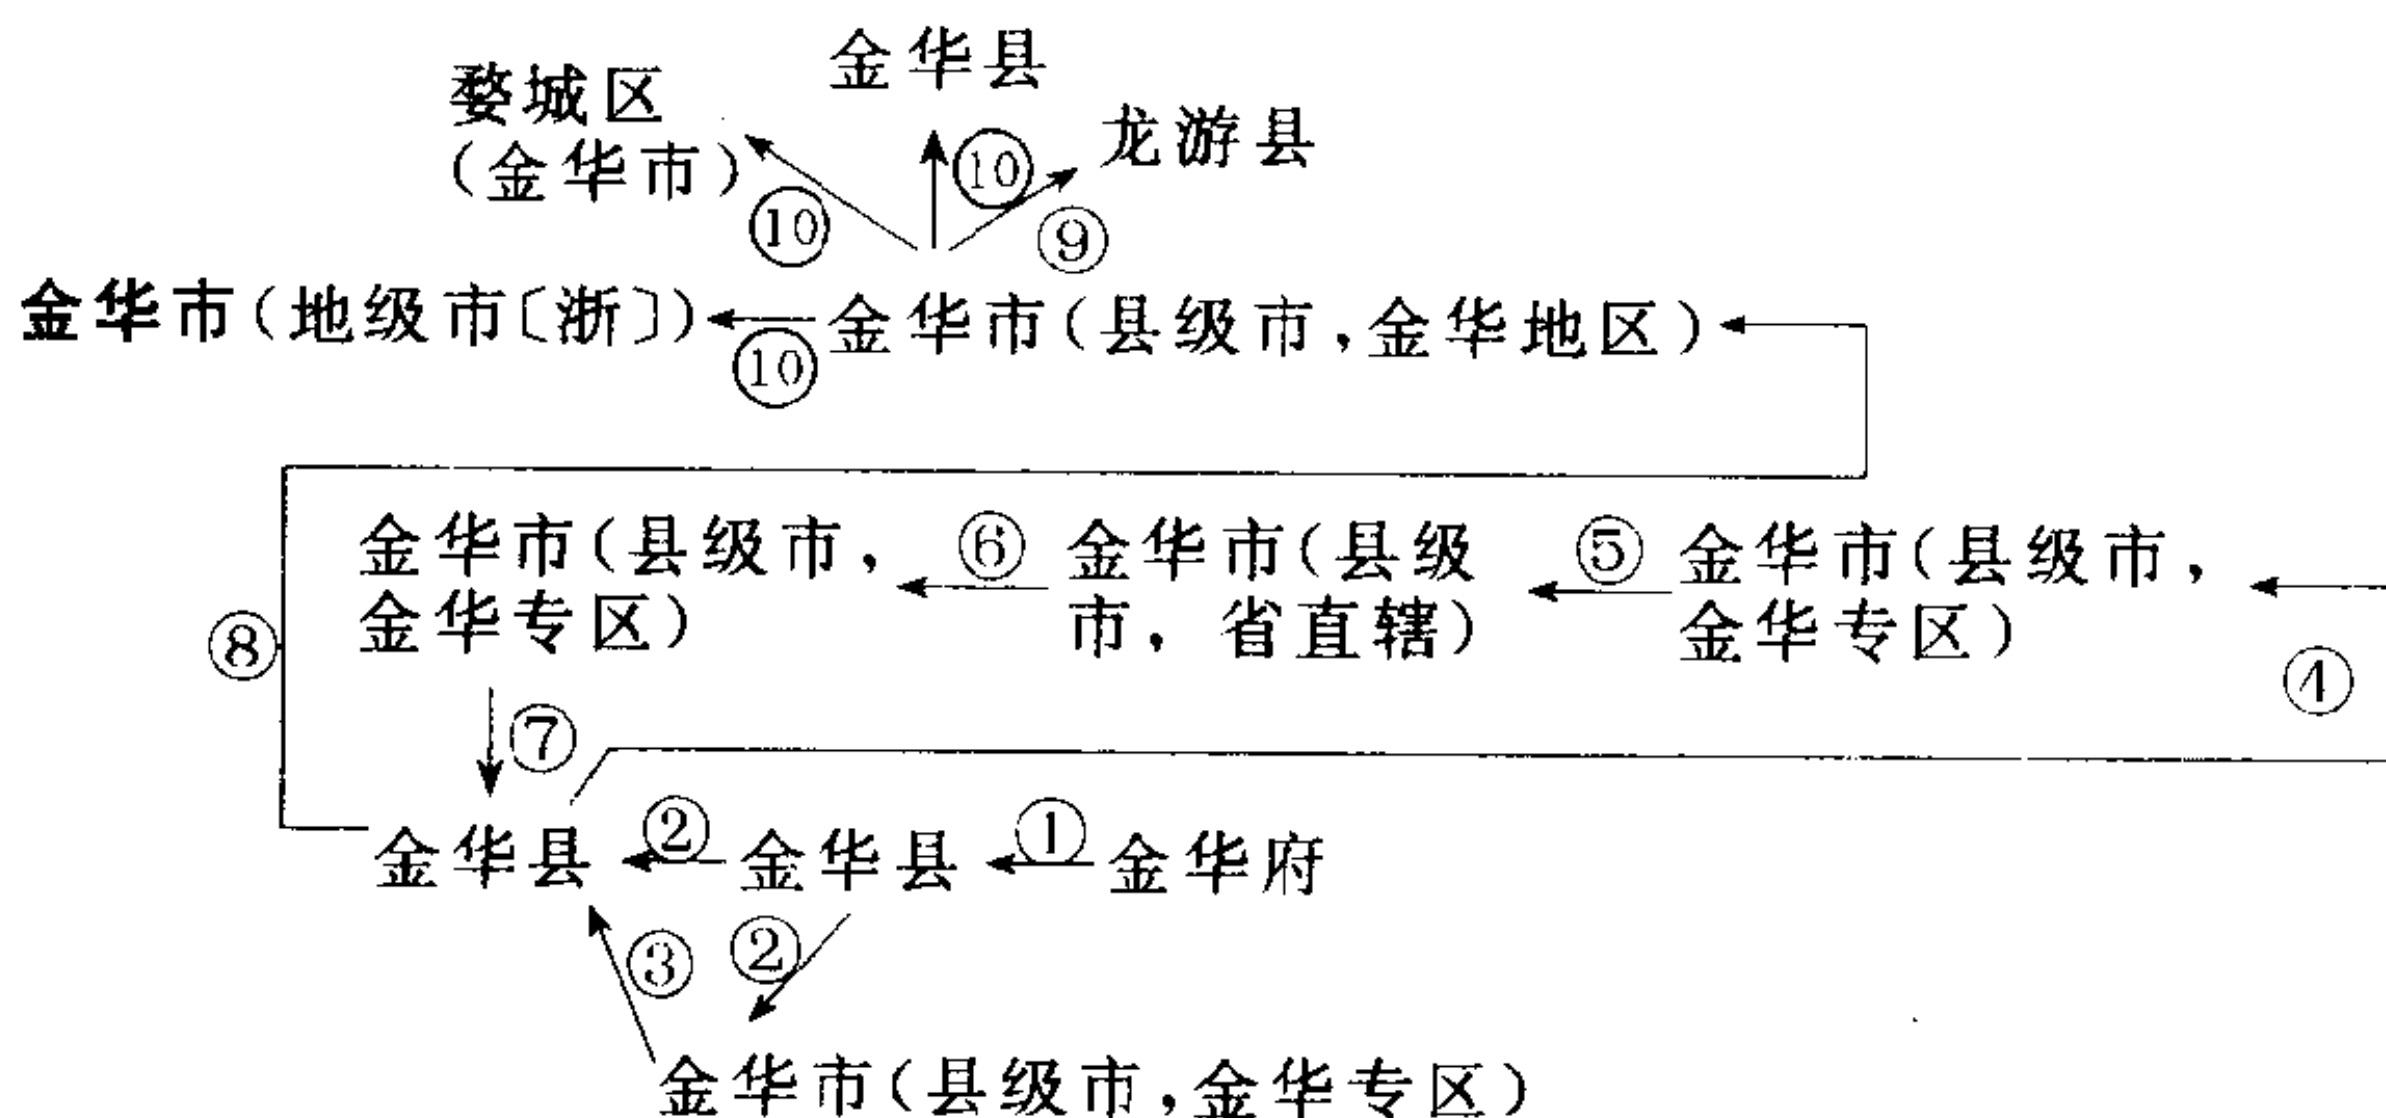 金华县
婺城区
(金华市)
龙游县
⑩
⑩
⑨
金华市(地级市〔浙〕)
⑩
金华市(县级市,金华地区)
金华市(县级市,
金华专区)
⑥
金华市(县级
市,省直辖)
⑤
金华市(县级市,
金华专区)
④
⑧
⑦
金华县
②
金华县
①
金华府
③
②
金华市(县级市,金华专区)